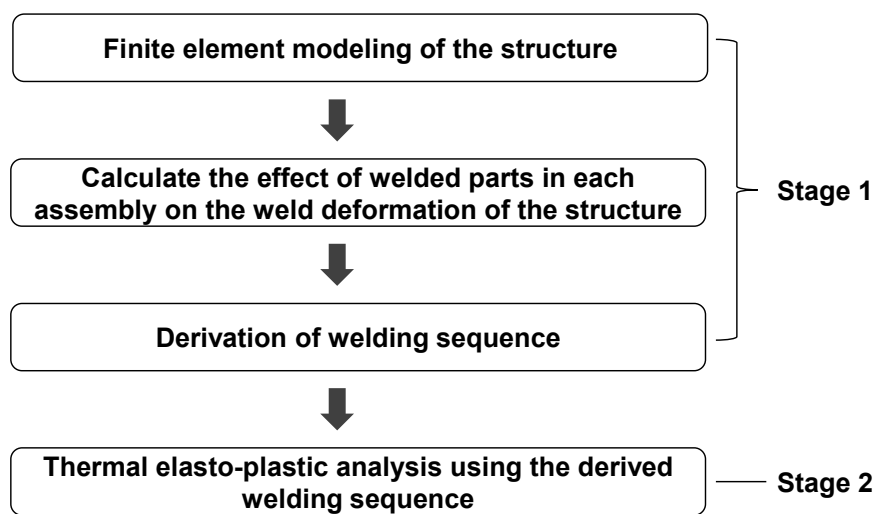 Finite element modeling of the structure
Calculate the effect of welded parts in each
assembly on the weld deformation of the structure
Stage 1
Derivation of welding sequence
Thermal elasto-plastic analysis using the derived
welding sequence
Stage 2